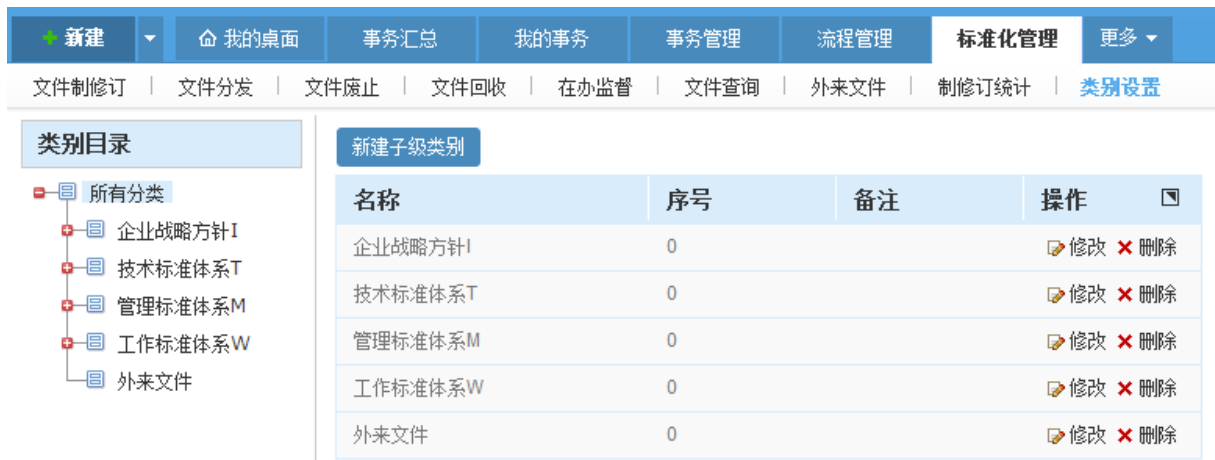 新建 我的桌面 事务汇总 我的事务 事务管理 流程管理 标准化管理 更多
文件制修订 文件分发 文件废止 文件回收 在办监督 文件查询 外来文件 制修订统计 类别设置
类别目录
所有分类
企业战略方针I
技术标准体系T
管理标准体系M
工作标准体系W
外来文件
新建子级类别
名称 序号 备注 操作
企业战略方针I 0 修改 删除
技术标准体系T 0 修改 删除
管理标准体系M 0 修改 删除
工作标准体系W 0 修改 删除
外来文件 0 修改 删除